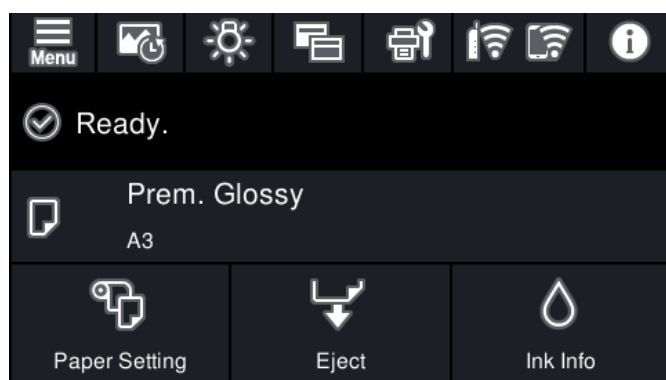 Menu
Ready.
Prem. Glossy
A3
Paper Setting
Eject
Ink Info